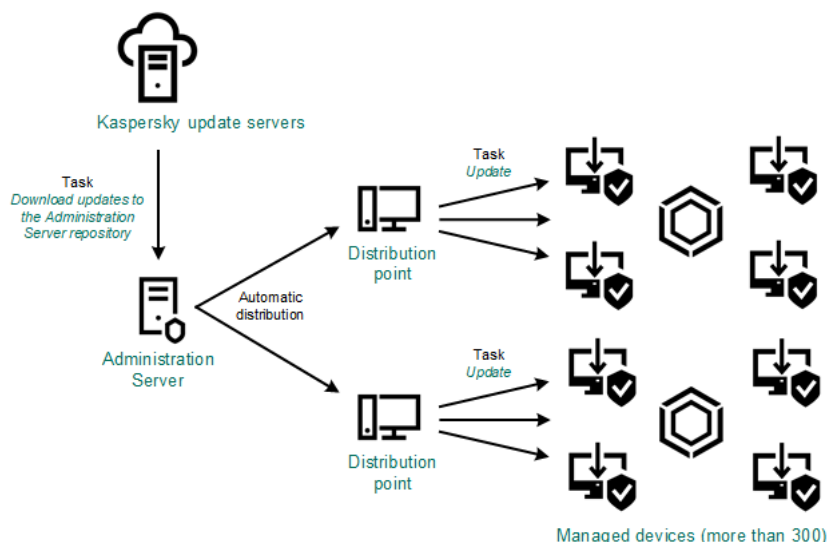 Kaspersky update servers
Task
Download updates to
the Administration
Server repository
Administration
Server
Automatic
distribution
Distribution
point
Task
Update
Distribution
point
Task
Update
Managed devices (more than 300)